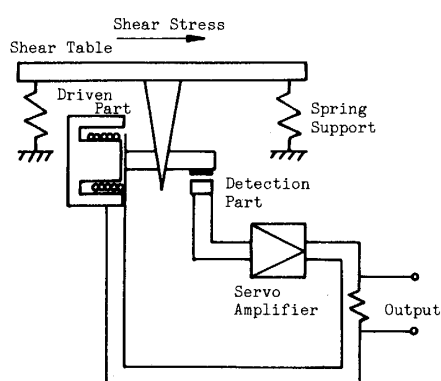 Shear Stress
Shear Table
Driven
Part
Spring
Support
Detection
Part
Servo
Amplifier
Output